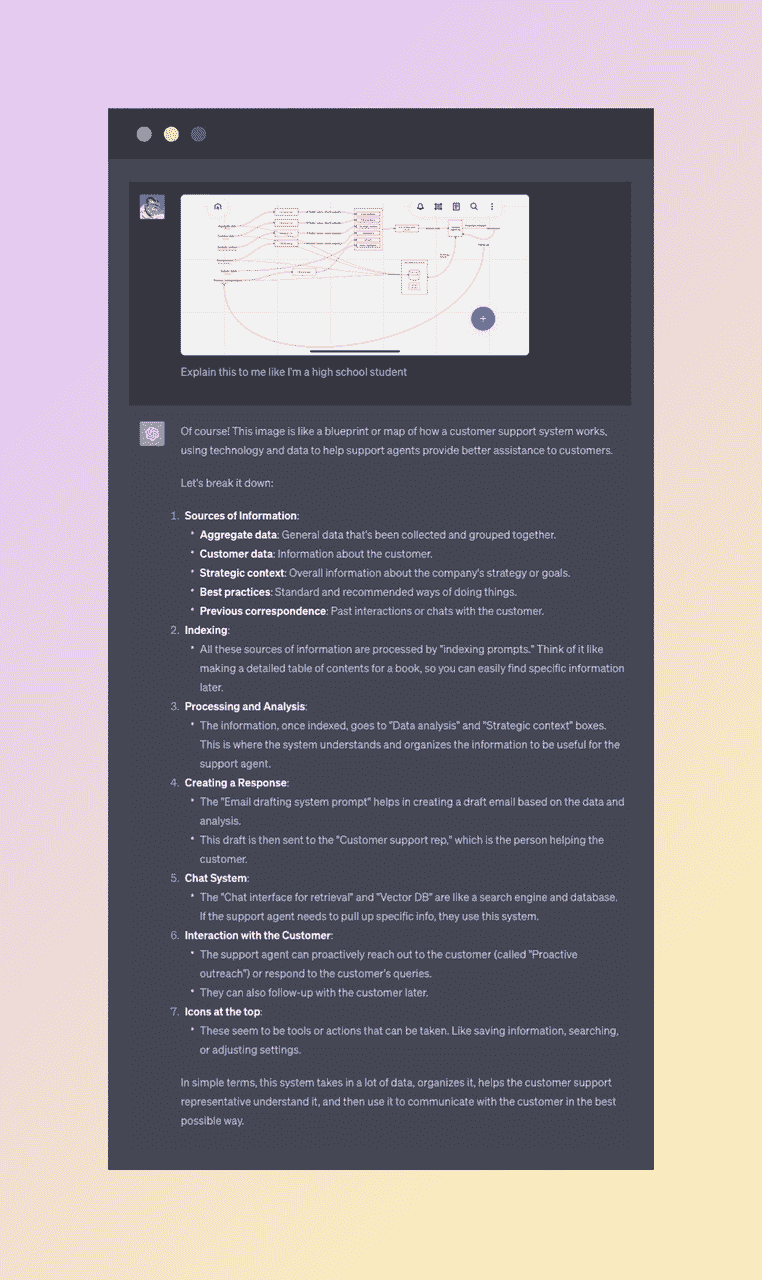 Explain this to me like I'm a high school student
Of course! This image is like a blueprint or map of how a customer support system works,
using technology and data to help support agents provide better assistance to customers.
Let's break it down:
1. Sources of Information:
• Aggregate data: General data that's been collected and grouped together.
• Customer data: Information about the customer.
• Strategic context: Overall information about the company's strategy or goals.
• Best practices: Standard and recommended ways of doing things.
• Previous correspondence: Past interactions or chats with the customer.
2. Indexing:
• All these sources of information are processed by "indexing prompts." Think of it like
making a detailed table of contents for a book, so you can easily find specific information
later.
3. Processing and Analysis:
• The information, once indexed, goes to "Data analysis" and "Strategic context" boxes.
This is where the system understands and organizes the information to be useful for the
support agent.
4. Creating a Response:
• The "Email drafting system prompt" helps in creating a draft email based on the data and
analysis.
• This draft is then sent to the "Customer support rep," which is the person helping the
customer.
5. Chat System:
• The "Chat interface for retrieval" and "Vector DB" are like a search engine and database.
If the support agent needs to pull up specific info, they use this system.
6. Interaction with the Customer:
• The support agent can proactively reach out to the customer (called "Proactive
outreach") or respond to the customer's queries.
• They can also follow-up with the customer later.
7. Icons at the top:
• These seem to be tools or actions that can be taken. Like saving information, searching,
or adjusting settings.
In simple terms, this system takes in a lot of data, organizes it, helps the customer support
representative understand it, and then use it to communicate with the customer in the best
possible way.